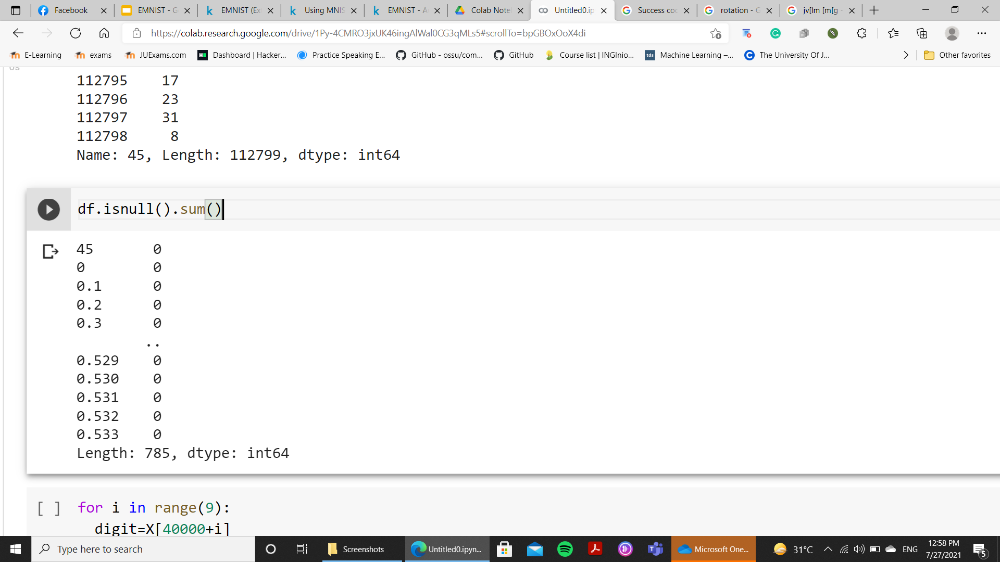 Facebook
EMNIST - G
EMNIST (Ex
Using MNIS
EMNIST - A
Colab Note
Untitled0.ip
Success co
rotation - G
jv[lm [m[g -
https://colab.research.google.com/drive/1Py-4CMRO3jxUK46ingAlWal0CG3qMLs5#scrollTo=bpGBOxOoX4di
E-Learning
exams
JUExams.com
Dashboard | Hacker...
Practice Speaking E...
GitHub - ossu/com...
GitHub
Course list | INGInio...
tds
Machine Learning –...
The University Of J...
Other favorites
0s
112795 17
112796 23
112797 31
112798 8
Name: 45, Length: 112799, dtype: int64
df.isnull().sum()
45 0
0 0
0.1 0
0.2 0
0.3 0
..
0.529 0
0.530 0
0.531 0
0.532 0
0.533 0
Length: 785, dtype: int64
[ ] for i in range(9):
digit=X[40000+i]
Type here to search
Screenshots
Untitled0.ipyn...
Microsoft One...
31°C
ENG
12:58 PM
7/27/2021
5